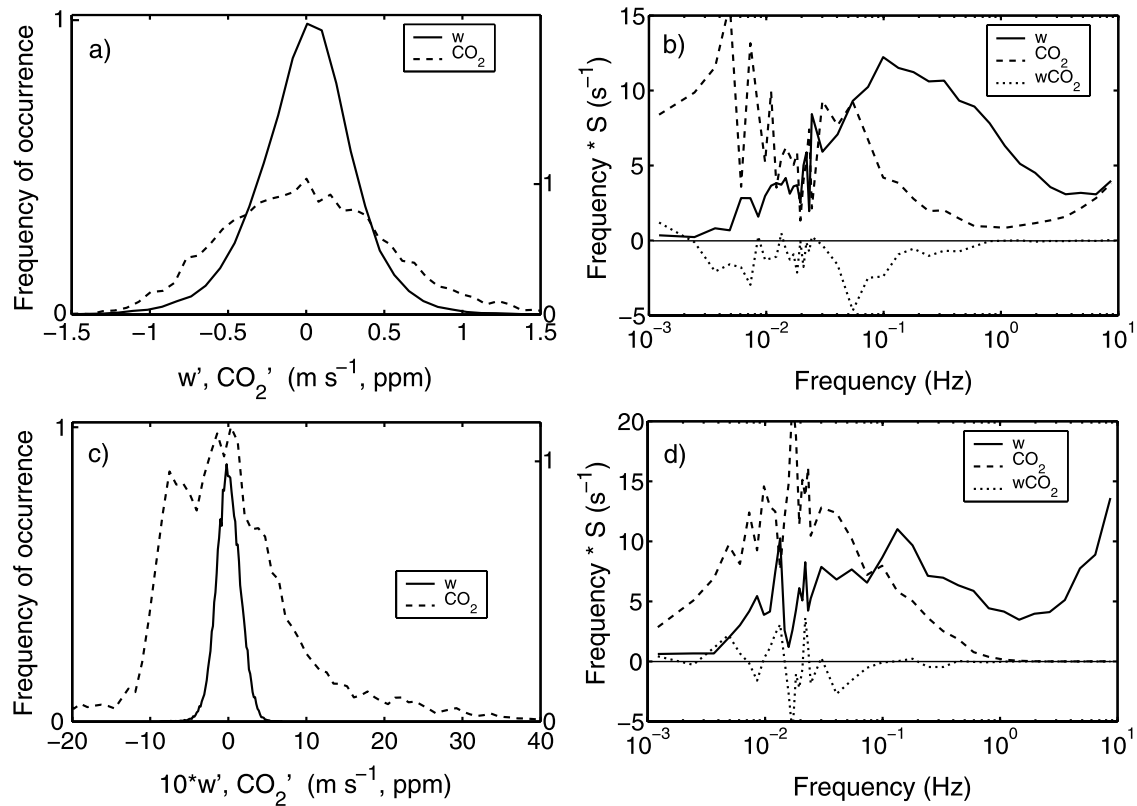 a)
w
CO2
Frequency of occurrence
1
0
1
0
−1.5 −1 −0.5 0 0.5 1 1.5
w’, CO2’ (m s−1, ppm)
b)
w
CO2
wCO2
Frequency * S (s−1)
15
10
5
0
−5
10−3 10−2 10−1 100 101
Frequency (Hz)
c)
w
CO2
Frequency of occurrence
1
0
1
0
−20 −10 0 10 20 30 40
10*w’, CO2’ (m s−1, ppm)
d)
w
CO2
wCO2
Frequency * S (s−1)
20
15
10
5
0
−5
10−3 10−2 10−1 100 101
Frequency (Hz)